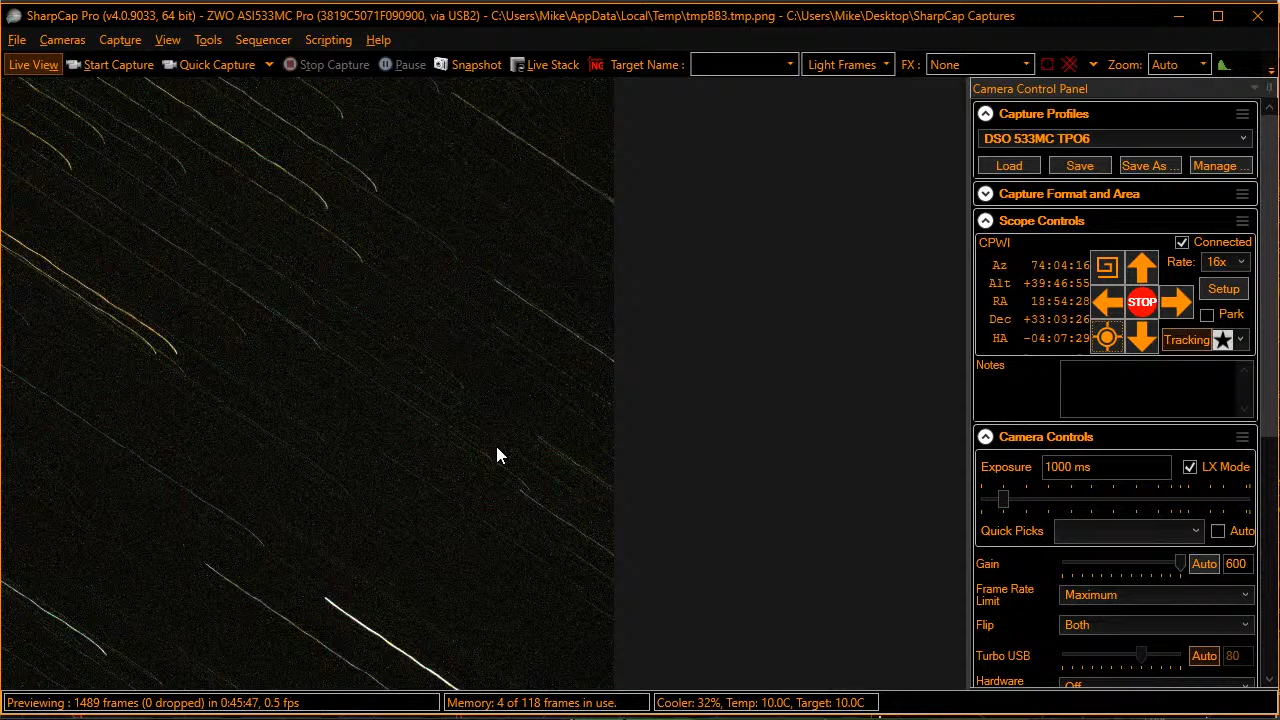 SharpCap Pro (v4.0.9033, 64 bit) - ZWO ASI533MC Pro (3819C5071F090900, via USB2) - C:\Users\Mike\AppData\Local\Temp\tmpBB3.tmp.png - C:\Users\Mike\Desktop\SharpCap Captures
File Cameras Capture View Tools Sequencer Scripting Help
Live View Start Capture Quick Capture Stop Capture Pause Snapshot Live Stack NC Target Name : Light Frames FX : None Zoom: Auto
Camera Control Panel
Capture Profiles
DSO 533MC TPO6
Load Save Save As ... Manage ...
Capture Format and Area
Scope Controls
CPWI Connected
Az 74:04:16 Rate: 16x
Alt +39:46:55 Setup
RA 18:54:28 STOP
Dec +33:03:26 Park
HA -04:07:29 Tracking
Notes
Camera Controls
Exposure 1000 ms LX Mode
Quick Picks Auto
Gain Auto 600
Frame Rate Limit Maximum
Flip Both
Turbo USB Auto 80
Hardware Off
Previewing : 1489 frames (0 dropped) in 0:45:47, 0.5 fps Memory: 4 of 118 frames in use. Cooler: 32%, Temp: 10.0C, Target: 10.0C